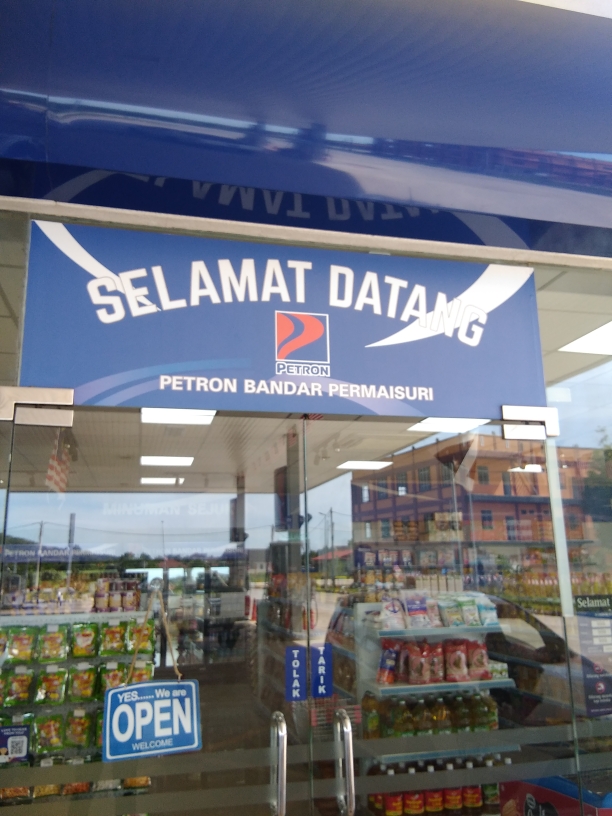 SELAMAT DATANG
PETRON
PETRON BANDAR PERMAISURI
TOLAK
TARIK
YES...... We are
OPEN
WELCOME
Selamat